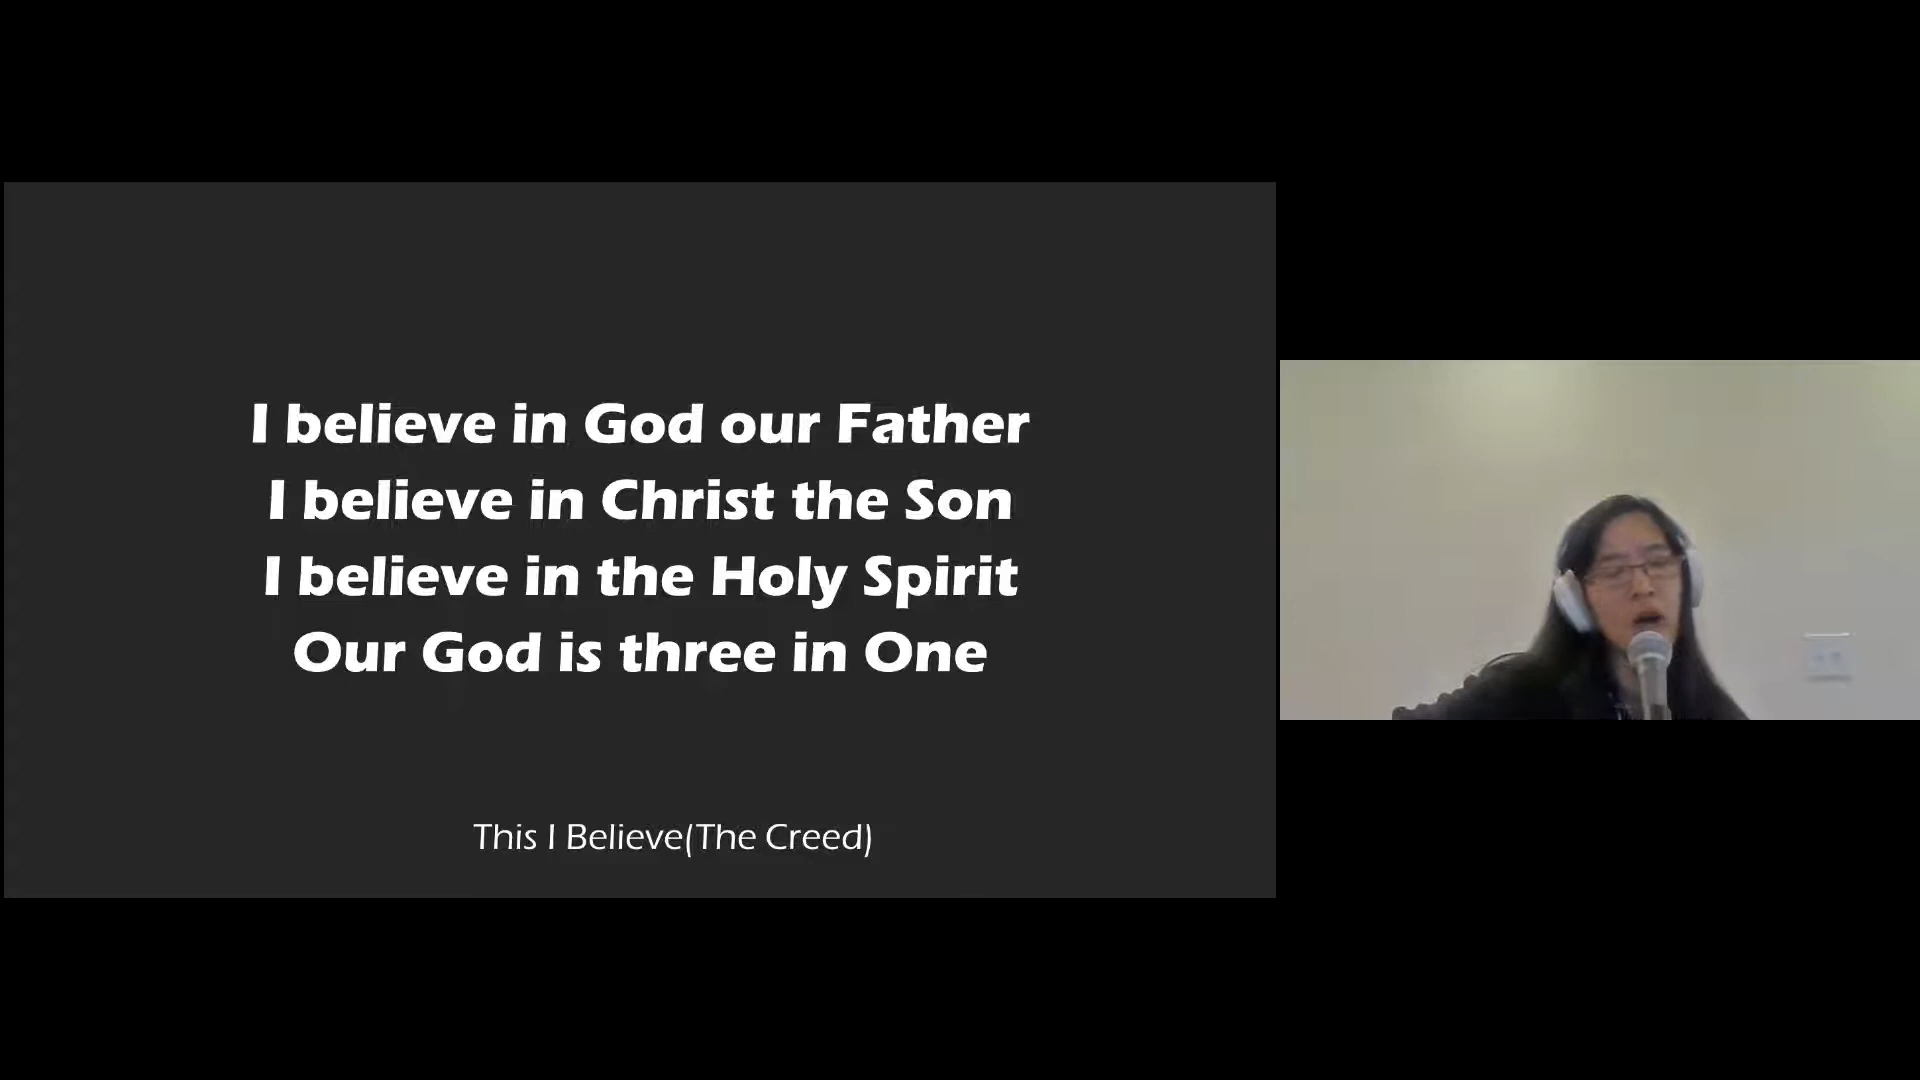 I believe in God our Father
I believe in Christ the Son
I believe in the Holy Spirit
Our God is three in One
This I Believe(The Creed)